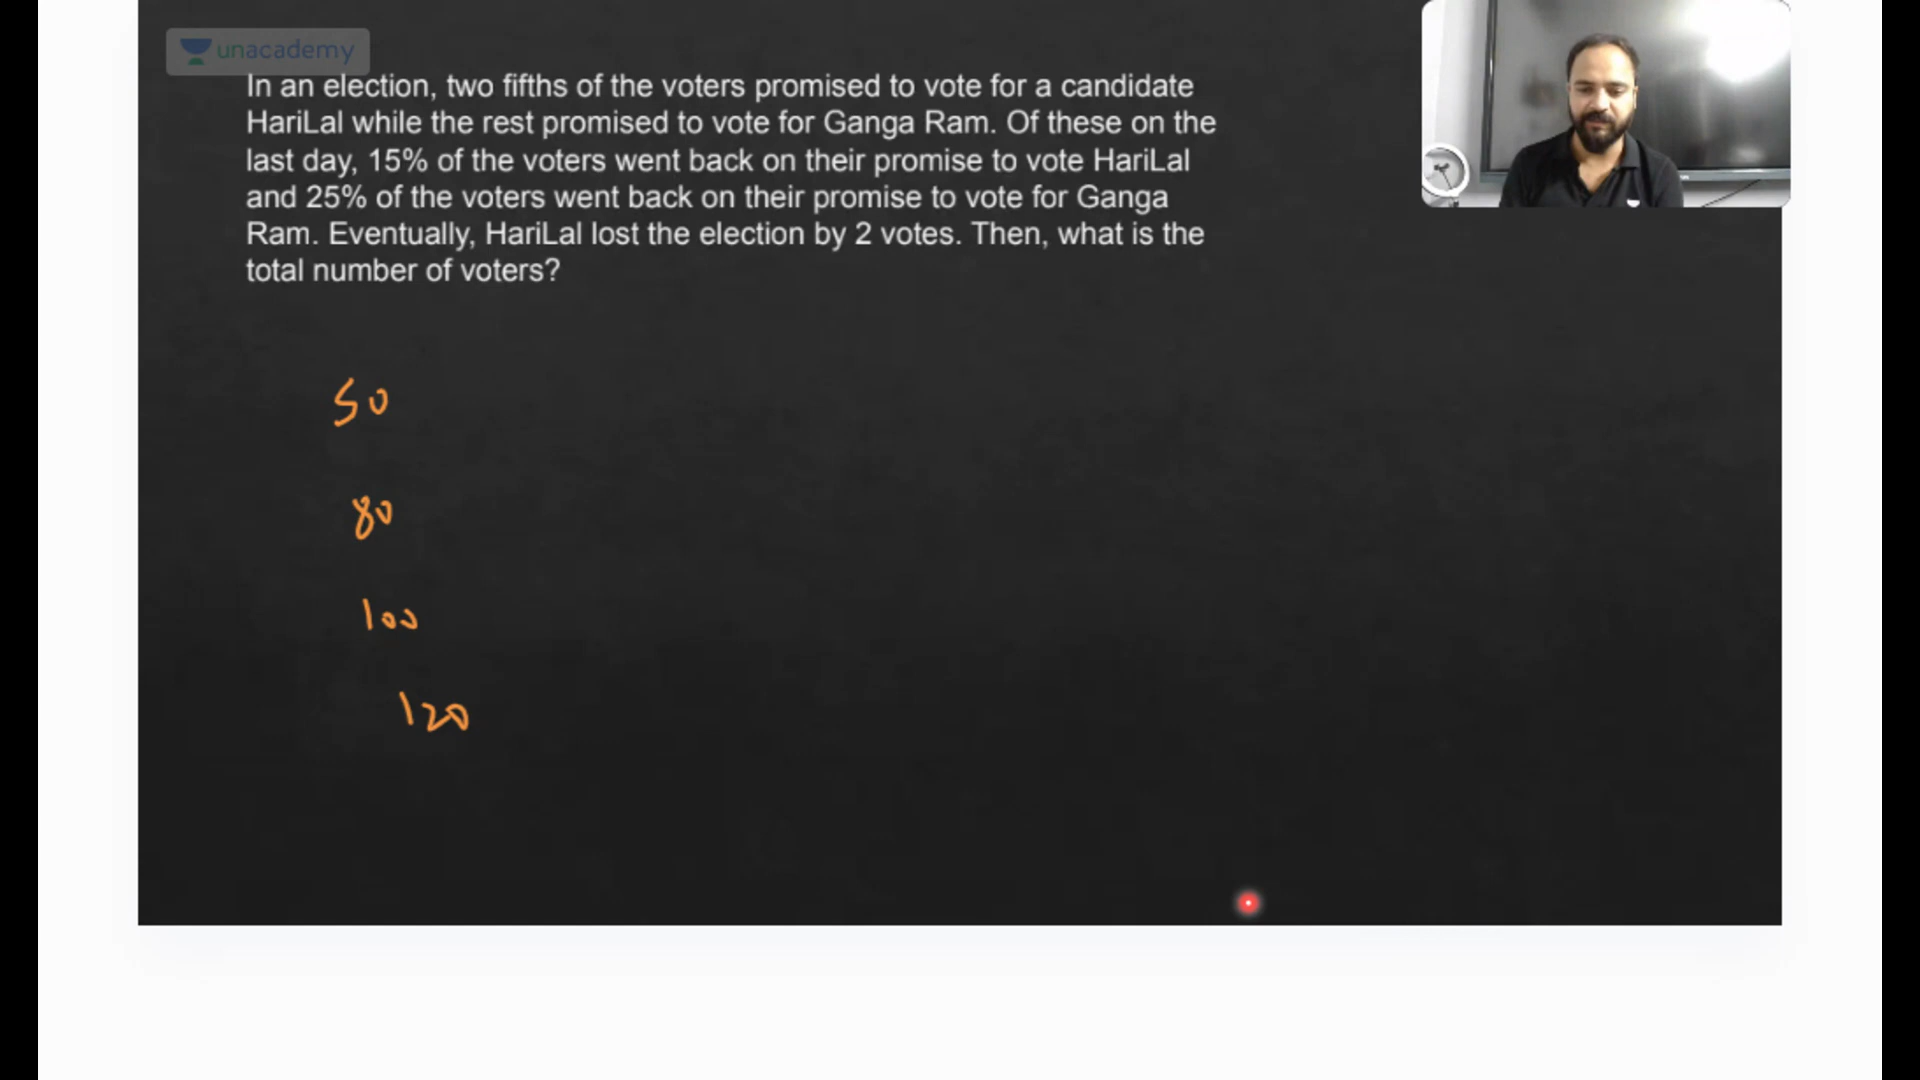 unacademy
In an election, two fifths of the voters promised to vote for a candidate
HariLal while the rest promised to vote for Ganga Ram. Of these on the
last day, 15% of the voters went back on their promise to vote HariLal
and 25% of the voters went back on their promise to vote for Ganga
Ram. Eventually, HariLal lost the election by 2 votes. Then, what is the
total number of voters?
50
80
100
120